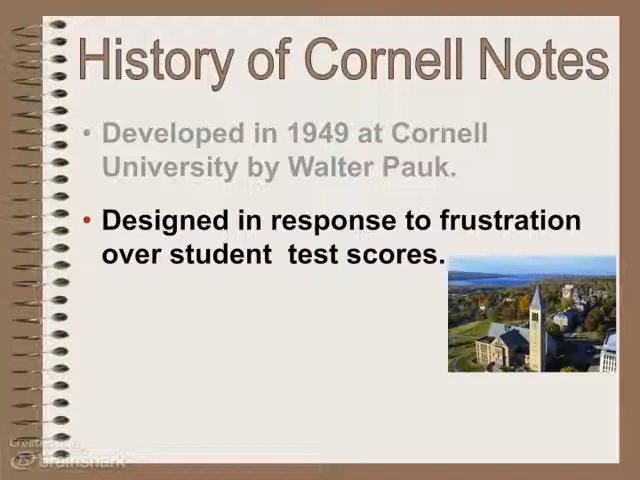 History of Cornell Notes
• Developed in 1949 at Cornell
University by Walter Pauk.
• Designed in response to frustration
over student  test scores.
Created with
brainshark